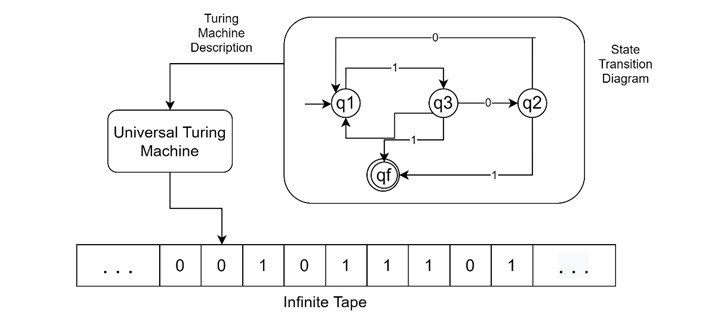 Turing
Machine
Description
State
Transition
Diagram
0
1
q1
q3
0
q2
1
qf
1
Universal Turing
Machine
... 0 0 1 0 1 1 1 0 1 ...
Infinite Tape